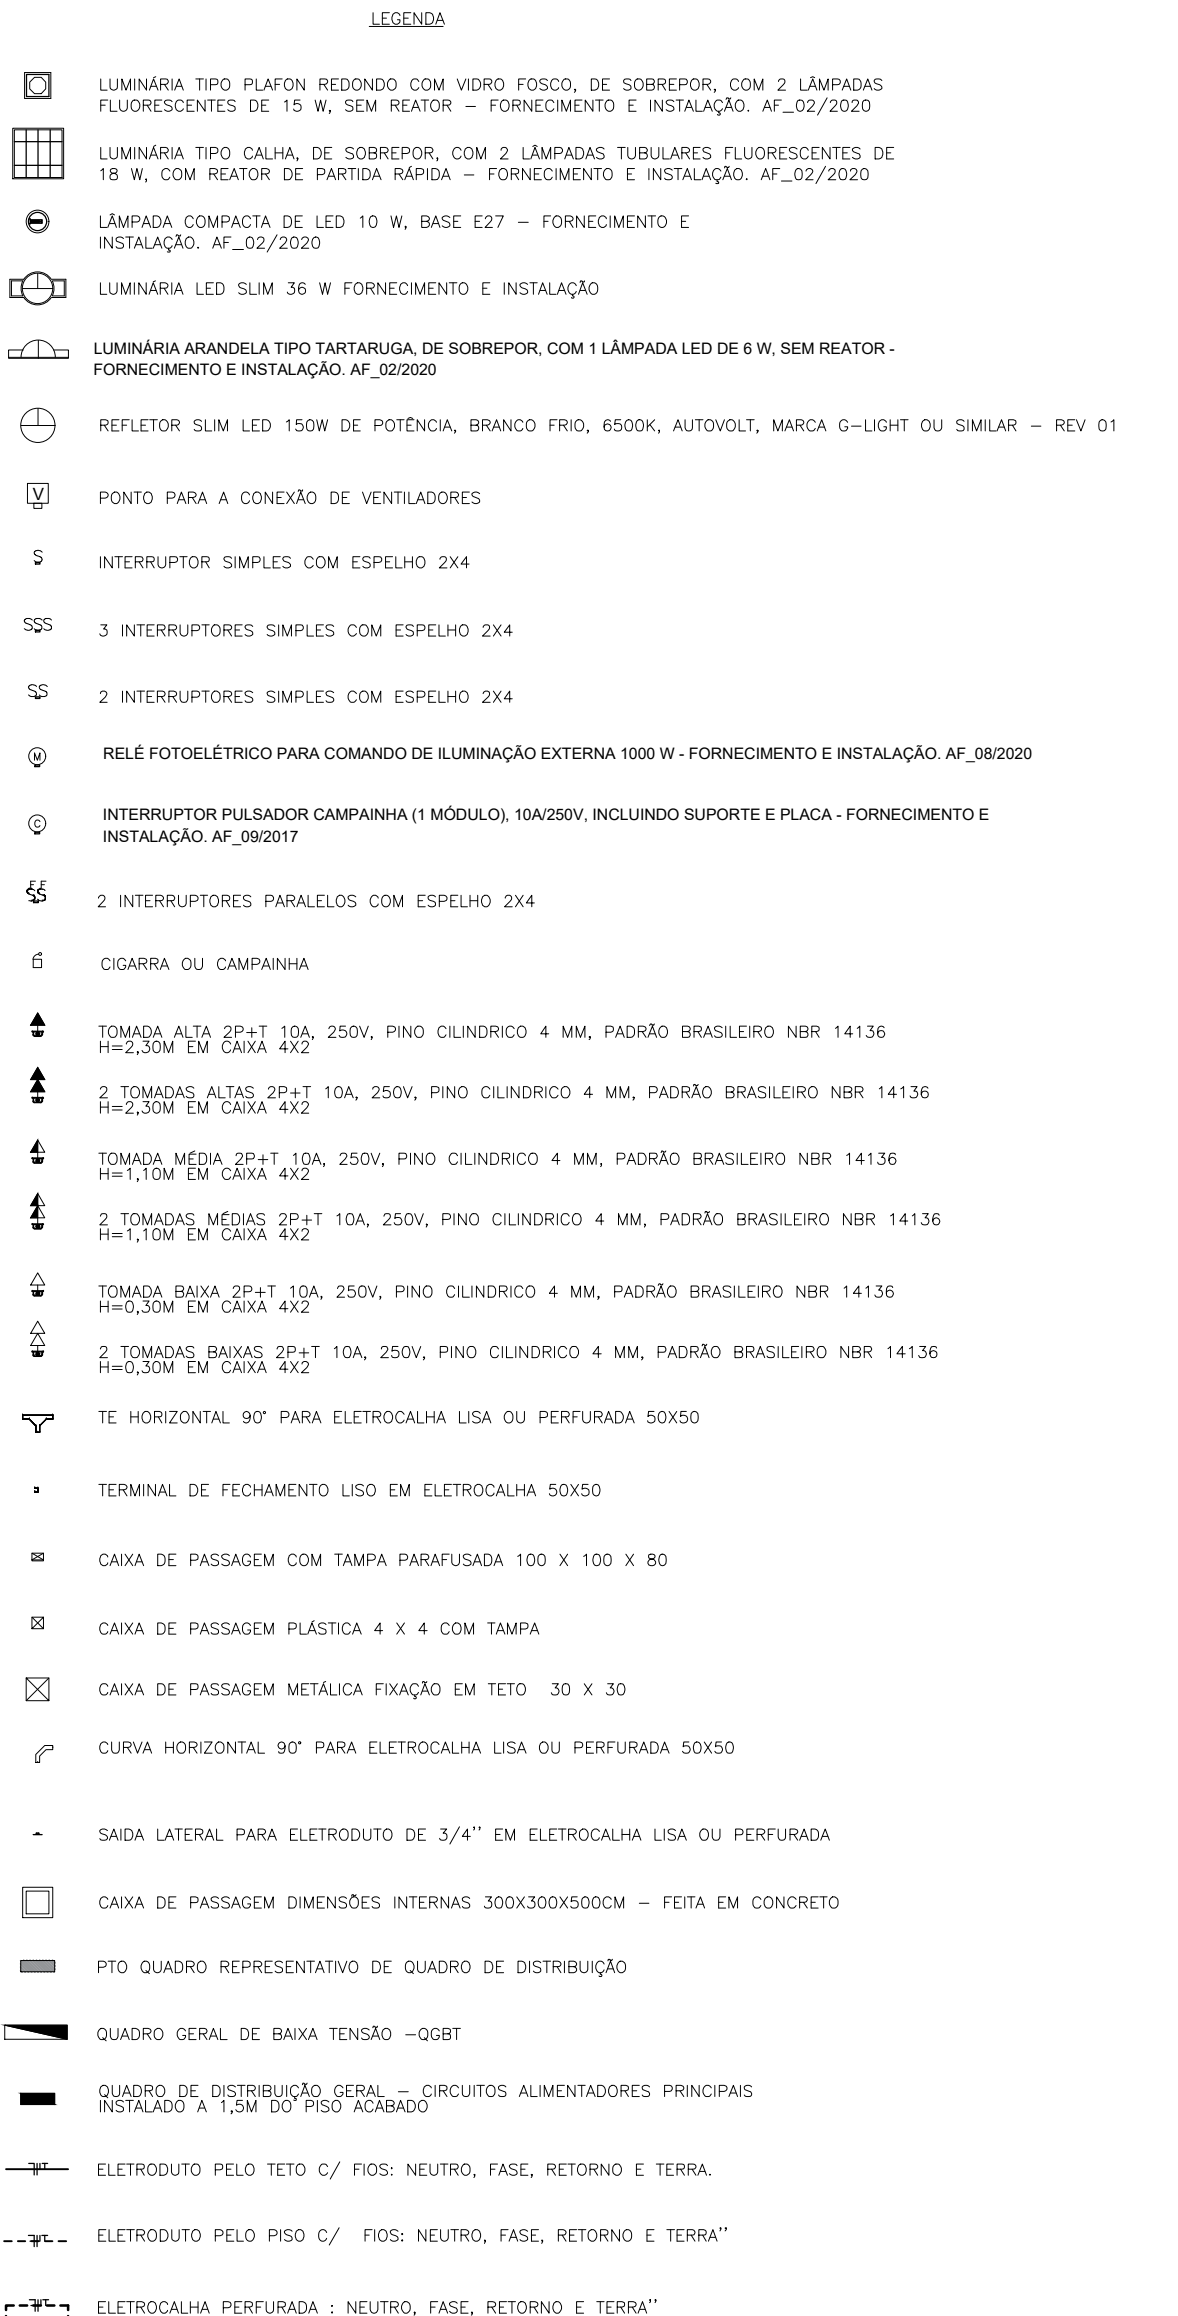 LEGENDA
LUMINÁRIA TIPO PLAFON REDONDO COM VIDRO FOSCO, DE SOBREPOR, COM 2 LÂMPADAS
FLUORESCENTES DE 15 W, SEM REATOR – FORNECIMENTO E INSTALAÇÃO. AF_02/2020
LUMINÁRIA TIPO CALHA, DE SOBREPOR, COM 2 LÂMPADAS TUBULARES FLUORESCENTES DE
18 W, COM REATOR DE PARTIDA RÁPIDA – FORNECIMENTO E INSTALAÇÃO. AF_02/2020
LÂMPADA COMPACTA DE LED 10 W, BASE E27 – FORNECIMENTO E
INSTALAÇÃO. AF_02/2020
LUMINÁRIA LED SLIM 36 W FORNECIMENTO E INSTALAÇÃO
LUMINÁRIA ARANDELA TIPO TARTARUGA, DE SOBREPOR, COM 1 LÂMPADA LED DE 6 W, SEM REATOR -
FORNECIMENTO E INSTALAÇÃO. AF_02/2020
REFLETOR SLIM LED 150W DE POTÊNCIA, BRANCO FRIO, 6500K, AUTOVOLT, MARCA G–LIGHT OU SIMILAR – REV 01
V PONTO PARA A CONEXÃO DE VENTILADORES
S INTERRUPTOR SIMPLES COM ESPELHO 2X4
SSS 3 INTERRUPTORES SIMPLES COM ESPELHO 2X4
SS 2 INTERRUPTORES SIMPLES COM ESPELHO 2X4
M RELÉ FOTOELÉTRICO PARA COMANDO DE ILUMINAÇÃO EXTERNA 1000 W - FORNECIMENTO E INSTALAÇÃO. AF_08/2020
C INTERRUPTOR PULSADOR CAMPAINHA (1 MÓDULO), 10A/250V, INCLUINDO SUPORTE E PLACA - FORNECIMENTO E
INSTALAÇÃO. AF_09/2017
FF
SS 2 INTERRUPTORES PARALELOS COM ESPELHO 2X4
CIGARRA OU CAMPAINHA
TOMADA ALTA 2P+T 10A, 250V, PINO CILINDRICO 4 MM, PADRÃO BRASILEIRO NBR 14136
H=2,30M EM CAIXA 4X2
2 TOMADAS ALTAS 2P+T 10A, 250V, PINO CILINDRICO 4 MM, PADRÃO BRASILEIRO NBR 14136
H=2,30M EM CAIXA 4X2
TOMADA MÉDIA 2P+T 10A, 250V, PINO CILINDRICO 4 MM, PADRÃO BRASILEIRO NBR 14136
H=1,10M EM CAIXA 4X2
2 TOMADAS MÉDIAS 2P+T 10A, 250V, PINO CILINDRICO 4 MM, PADRÃO BRASILEIRO NBR 14136
H=1,10M EM CAIXA 4X2
TOMADA BAIXA 2P+T 10A, 250V, PINO CILINDRICO 4 MM, PADRÃO BRASILEIRO NBR 14136
H=0,30M EM CAIXA 4X2
2 TOMADAS BAIXAS 2P+T 10A, 250V, PINO CILINDRICO 4 MM, PADRÃO BRASILEIRO NBR 14136
H=0,30M EM CAIXA 4X2
TE HORIZONTAL 90° PARA ELETROCALHA LISA OU PERFURADA 50X50
TERMINAL DE FECHAMENTO LISO EM ELETROCALHA 50X50
CAIXA DE PASSAGEM COM TAMPA PARAFUSADA 100 X 100 X 80
CAIXA DE PASSAGEM PLÁSTICA 4 X 4 COM TAMPA
CAIXA DE PASSAGEM METÁLICA FIXAÇÃO EM TETO 30 X 30
CURVA HORIZONTAL 90° PARA ELETROCALHA LISA OU PERFURADA 50X50
SAIDA LATERAL PARA ELETRODUTO DE 3/4'' EM ELETROCALHA LISA OU PERFURADA
CAIXA DE PASSAGEM DIMENSÕES INTERNAS 300X300X500CM – FEITA EM CONCRETO
PTO QUADRO REPRESENTATIVO DE QUADRO DE DISTRIBUIÇÃO
QUADRO GERAL DE BAIXA TENSÃO –QGBT
QUADRO DE DISTRIBUIÇÃO GERAL – CIRCUITOS ALIMENTADORES PRINCIPAIS
INSTALADO A 1,5M DO PISO ACABADO
ELETRODUTO PELO TETO C/ FIOS: NEUTRO, FASE, RETORNO E TERRA.
ELETRODUTO PELO PISO C/ FIOS: NEUTRO, FASE, RETORNO E TERRA''
ELETROCALHA PERFURADA : NEUTRO, FASE, RETORNO E TERRA''